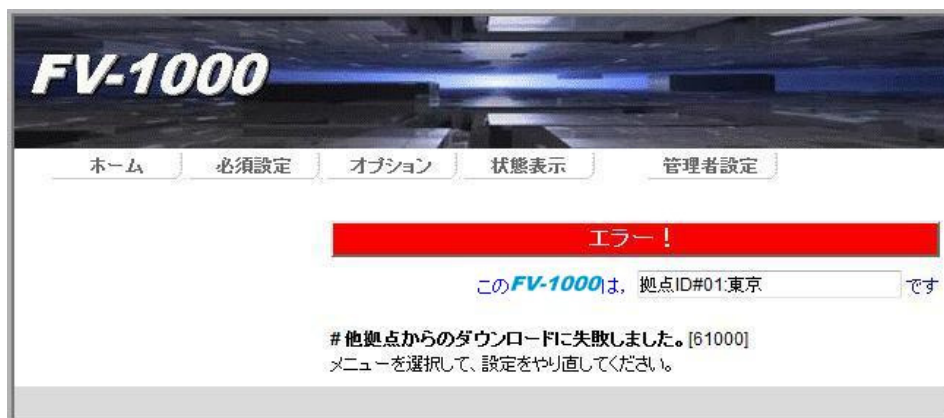 FV-1000
ホーム 必須設定 オプション 状態表示 管理者設定
エラー！
このFV-1000は, 拠点ID#01:東京 です
#他拠点からのダウンロードに失敗しました。[61000]
メニューを選択して、設定をやり直してください。